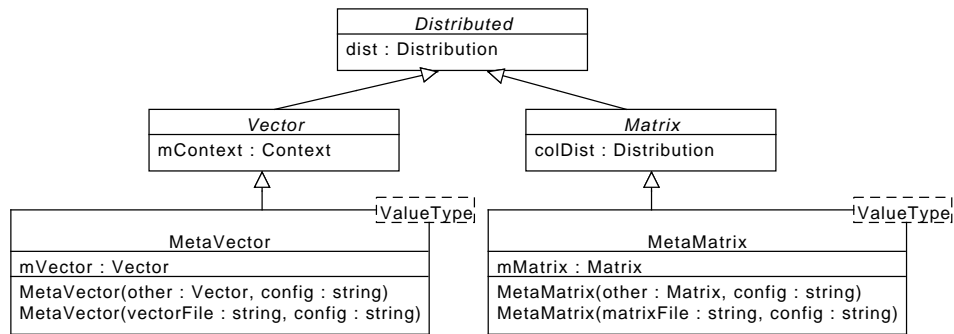 Distributed
dist : Distribution
Vector
mContext : Context
Matrix
colDist : Distribution
ValueType
MetaVector
mVector : Vector
MetaVector(other : Vector, config : string)
MetaVector(vectorFile : string, config : string)
ValueType
MetaMatrix
mMatrix : Matrix
MetaMatrix(other : Matrix, config : string)
MetaMatrix(matrixFile : string, config : string)